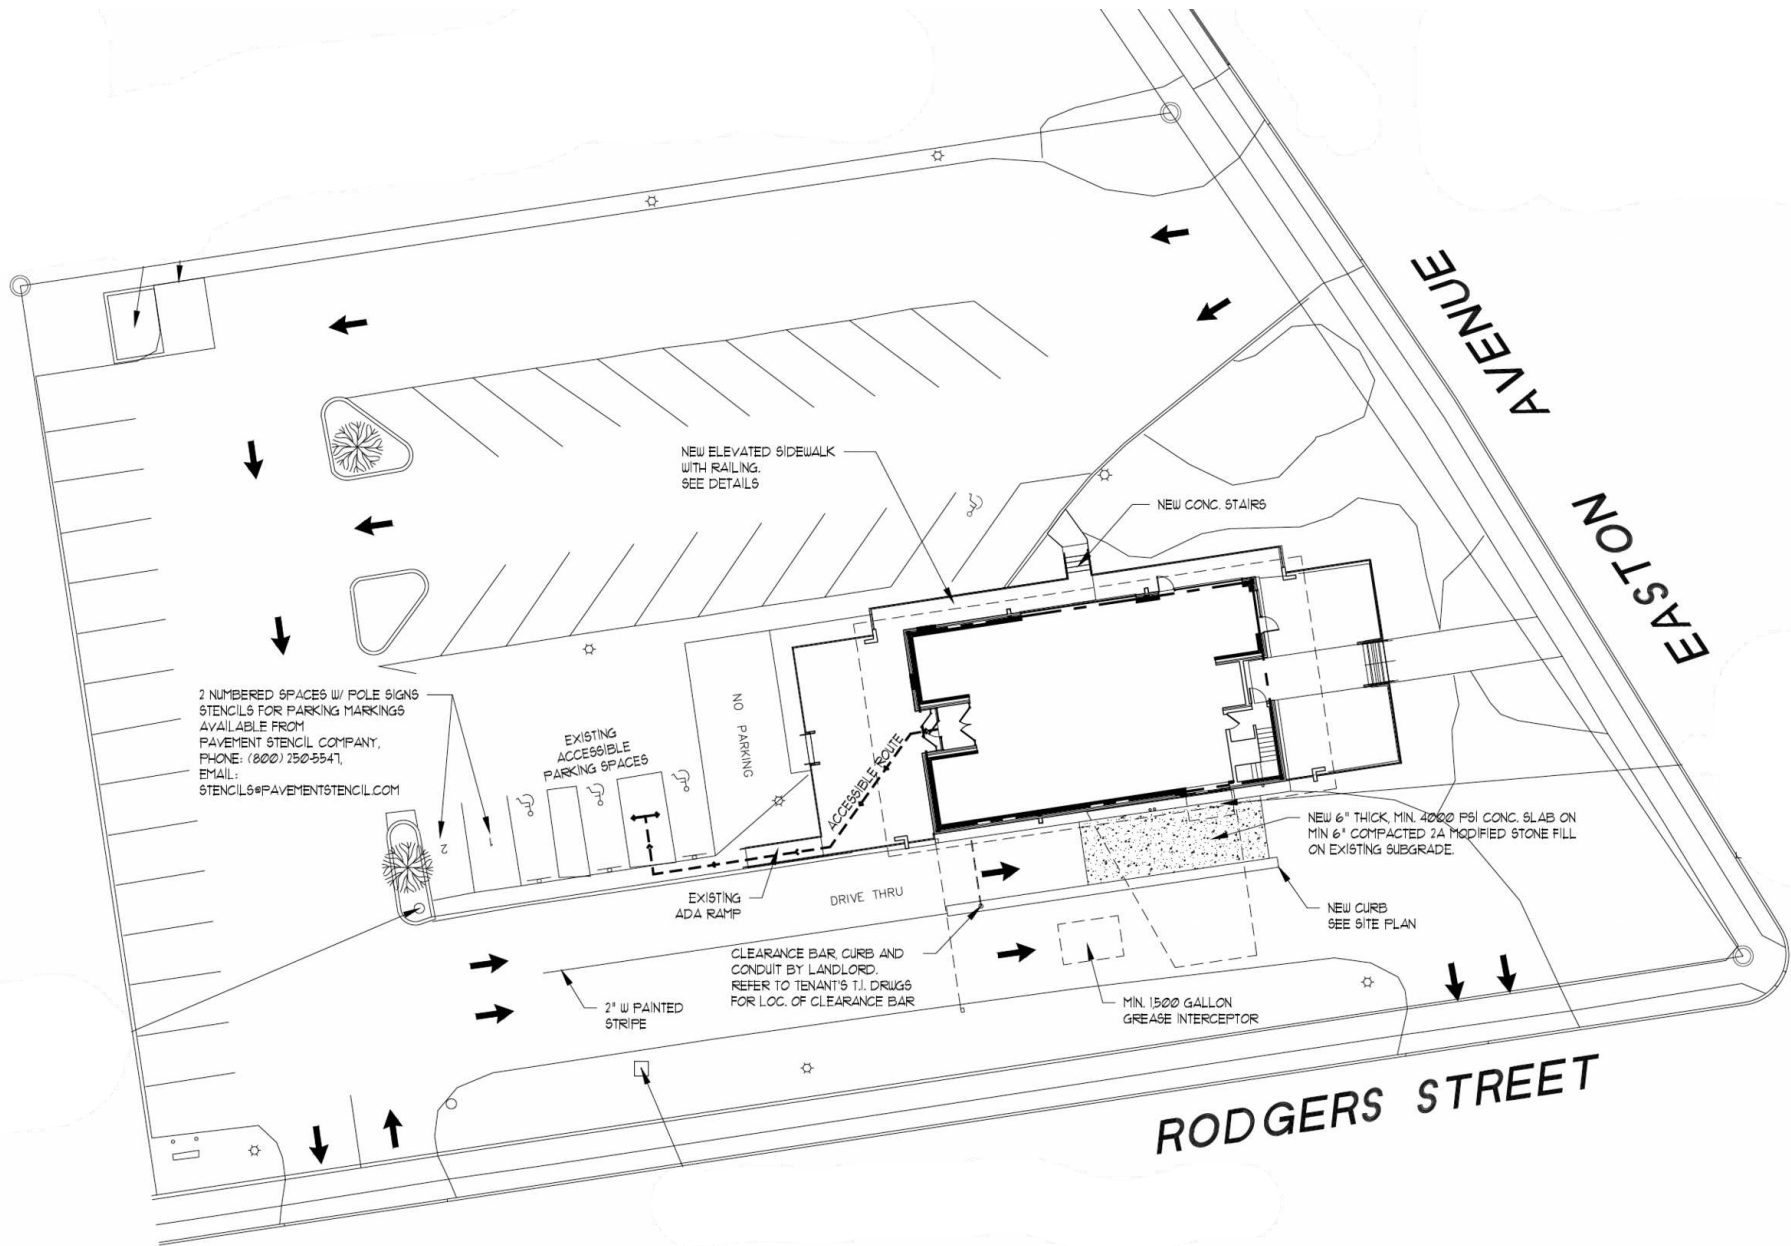 EASTON AVENUE
NEW ELEVATED SIDEWALK
WITH RAILING.
SEE DETAILS
NEW CONC. STAIRS
2 NUMBERED SPACES W/ POLE SIGNS
STENCILS FOR PARKING MARKINGS
AVAILABLE FROM
PAVEMENT STENCIL COMPANY,
PHONE: (800) 250-5547,
EMAIL:
STENCILS@PAVEMENTSTENCIL.COM
EXISTING
ACCESSIBLE
PARKING SPACES
NO PARKING
ACCESSIBLE ROUTE
2
1
NEW 6" THICK, MIN. 4000 PSI CONC. SLAB ON
MIN 6" COMPACTED 2A MODIFIED STONE FILL
ON EXISTING SUBGRADE.
EXISTING
ADA RAMP
DRIVE THRU
NEW CURB
SEE SITE PLAN
CLEARANCE BAR, CURB AND
CONDUIT BY LANDLORD.
REFER TO TENANT'S T.I. DRWGS
FOR LOC. OF CLEARANCE BAR
2" W PAINTED
STRIPE
MIN. 1,500 GALLON
GREASE INTERCEPTOR
RODGERS STREET